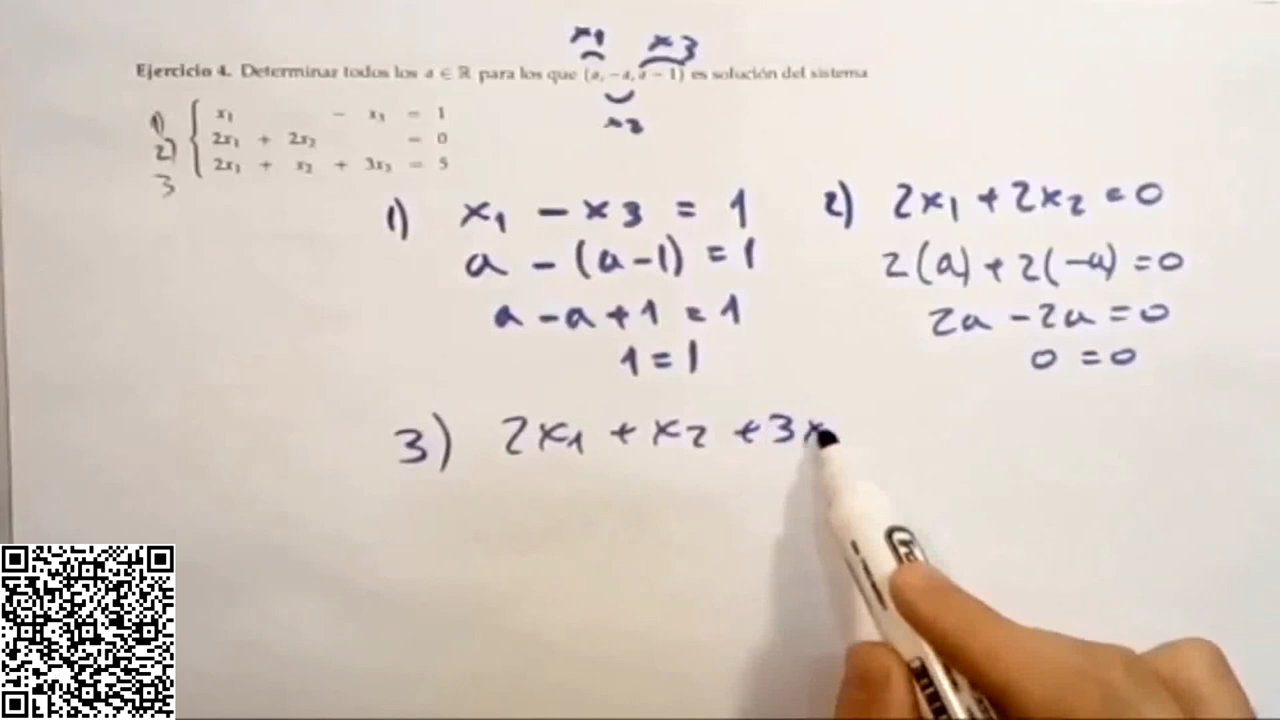 x1 x3
Ejercicio 4. Determinar todos los a ∈ ℝ para los que (a, −a, a − 1) es solución del sistema
x2
1) x₁ − x₃ = 1
2) 2x₁ + 2x₂ = 0
3 2x₁ + x₂ + 3x₃ = 5
1) x1 − x3 = 1
a − (a−1) = 1
a − a + 1 = 1
1 = 1
2) 2x1 + 2x2 = 0
2(a) + 2(−a) = 0
2a − 2a = 0
0 = 0
3) 2x1 + x2 + 3x